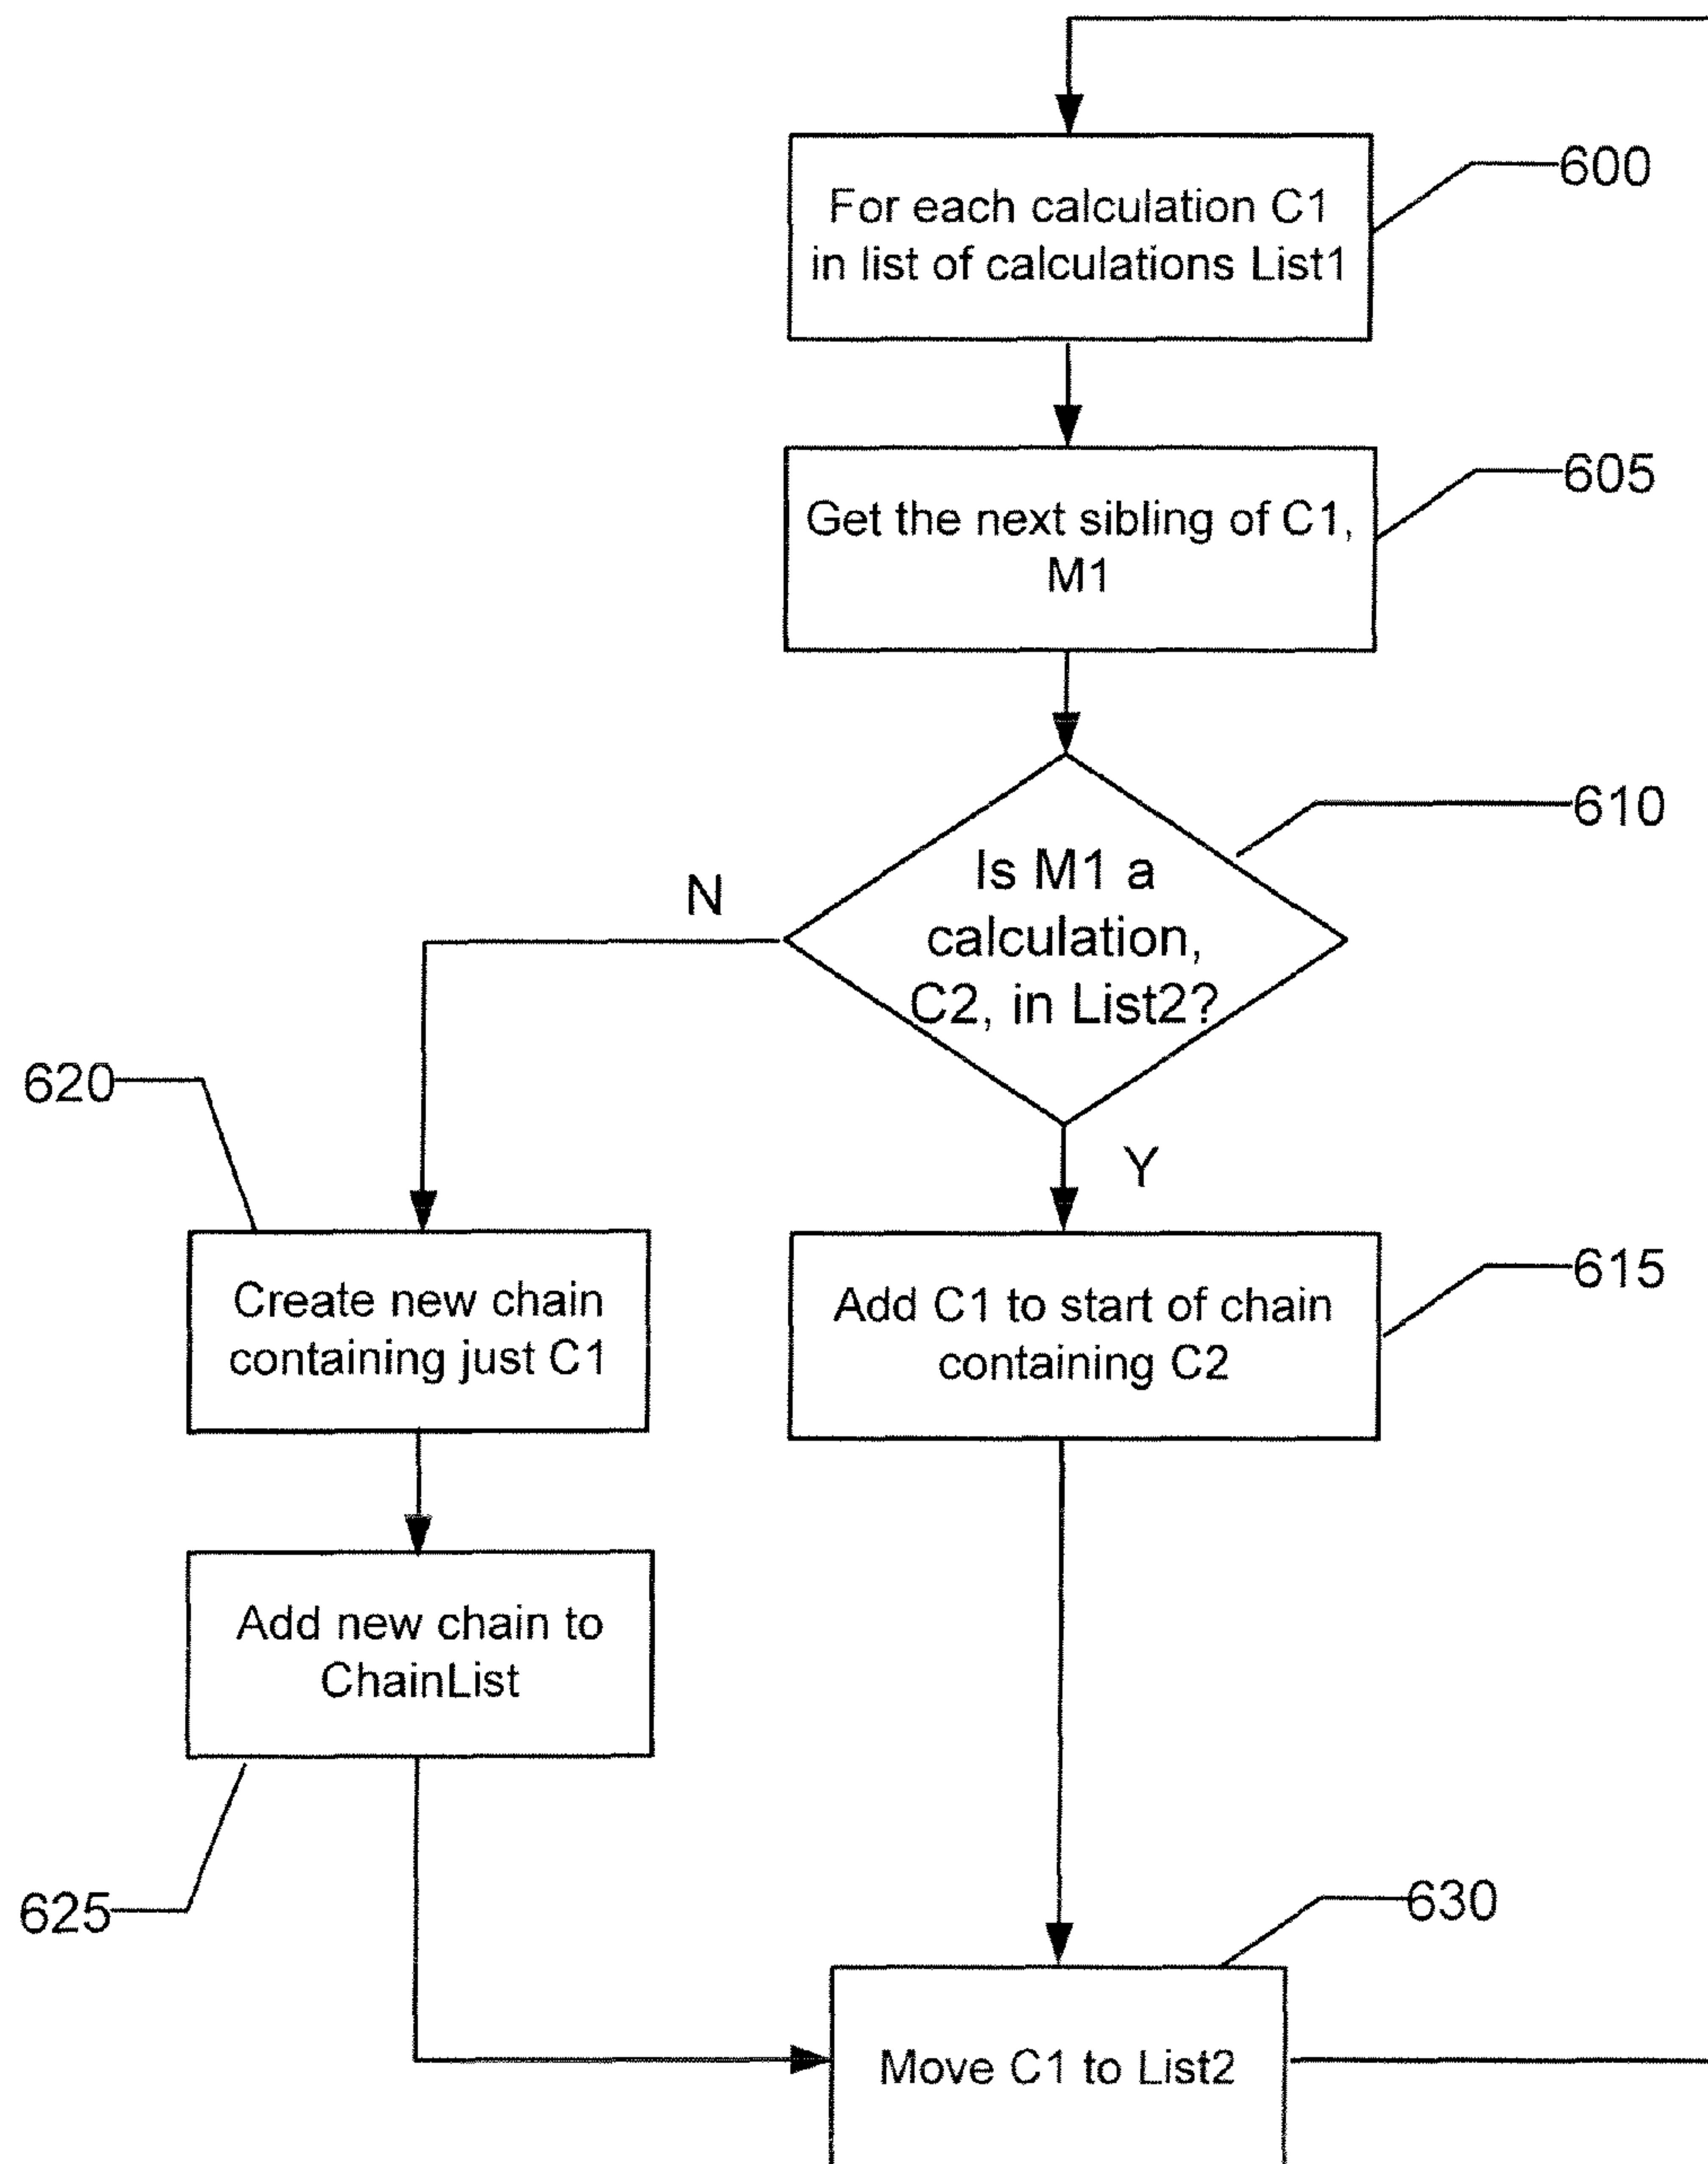 For each calculation C1
in list of calculations List1
600
Get the next sibling of C1,
M1
605
Is M1 a
calculation,
C2, in List2?
610
N
Y
620
Create new chain
containing just C1
Add C1 to start of chain
containing C2
615
Add new chain to
ChainList
625
630
Move C1 to List2